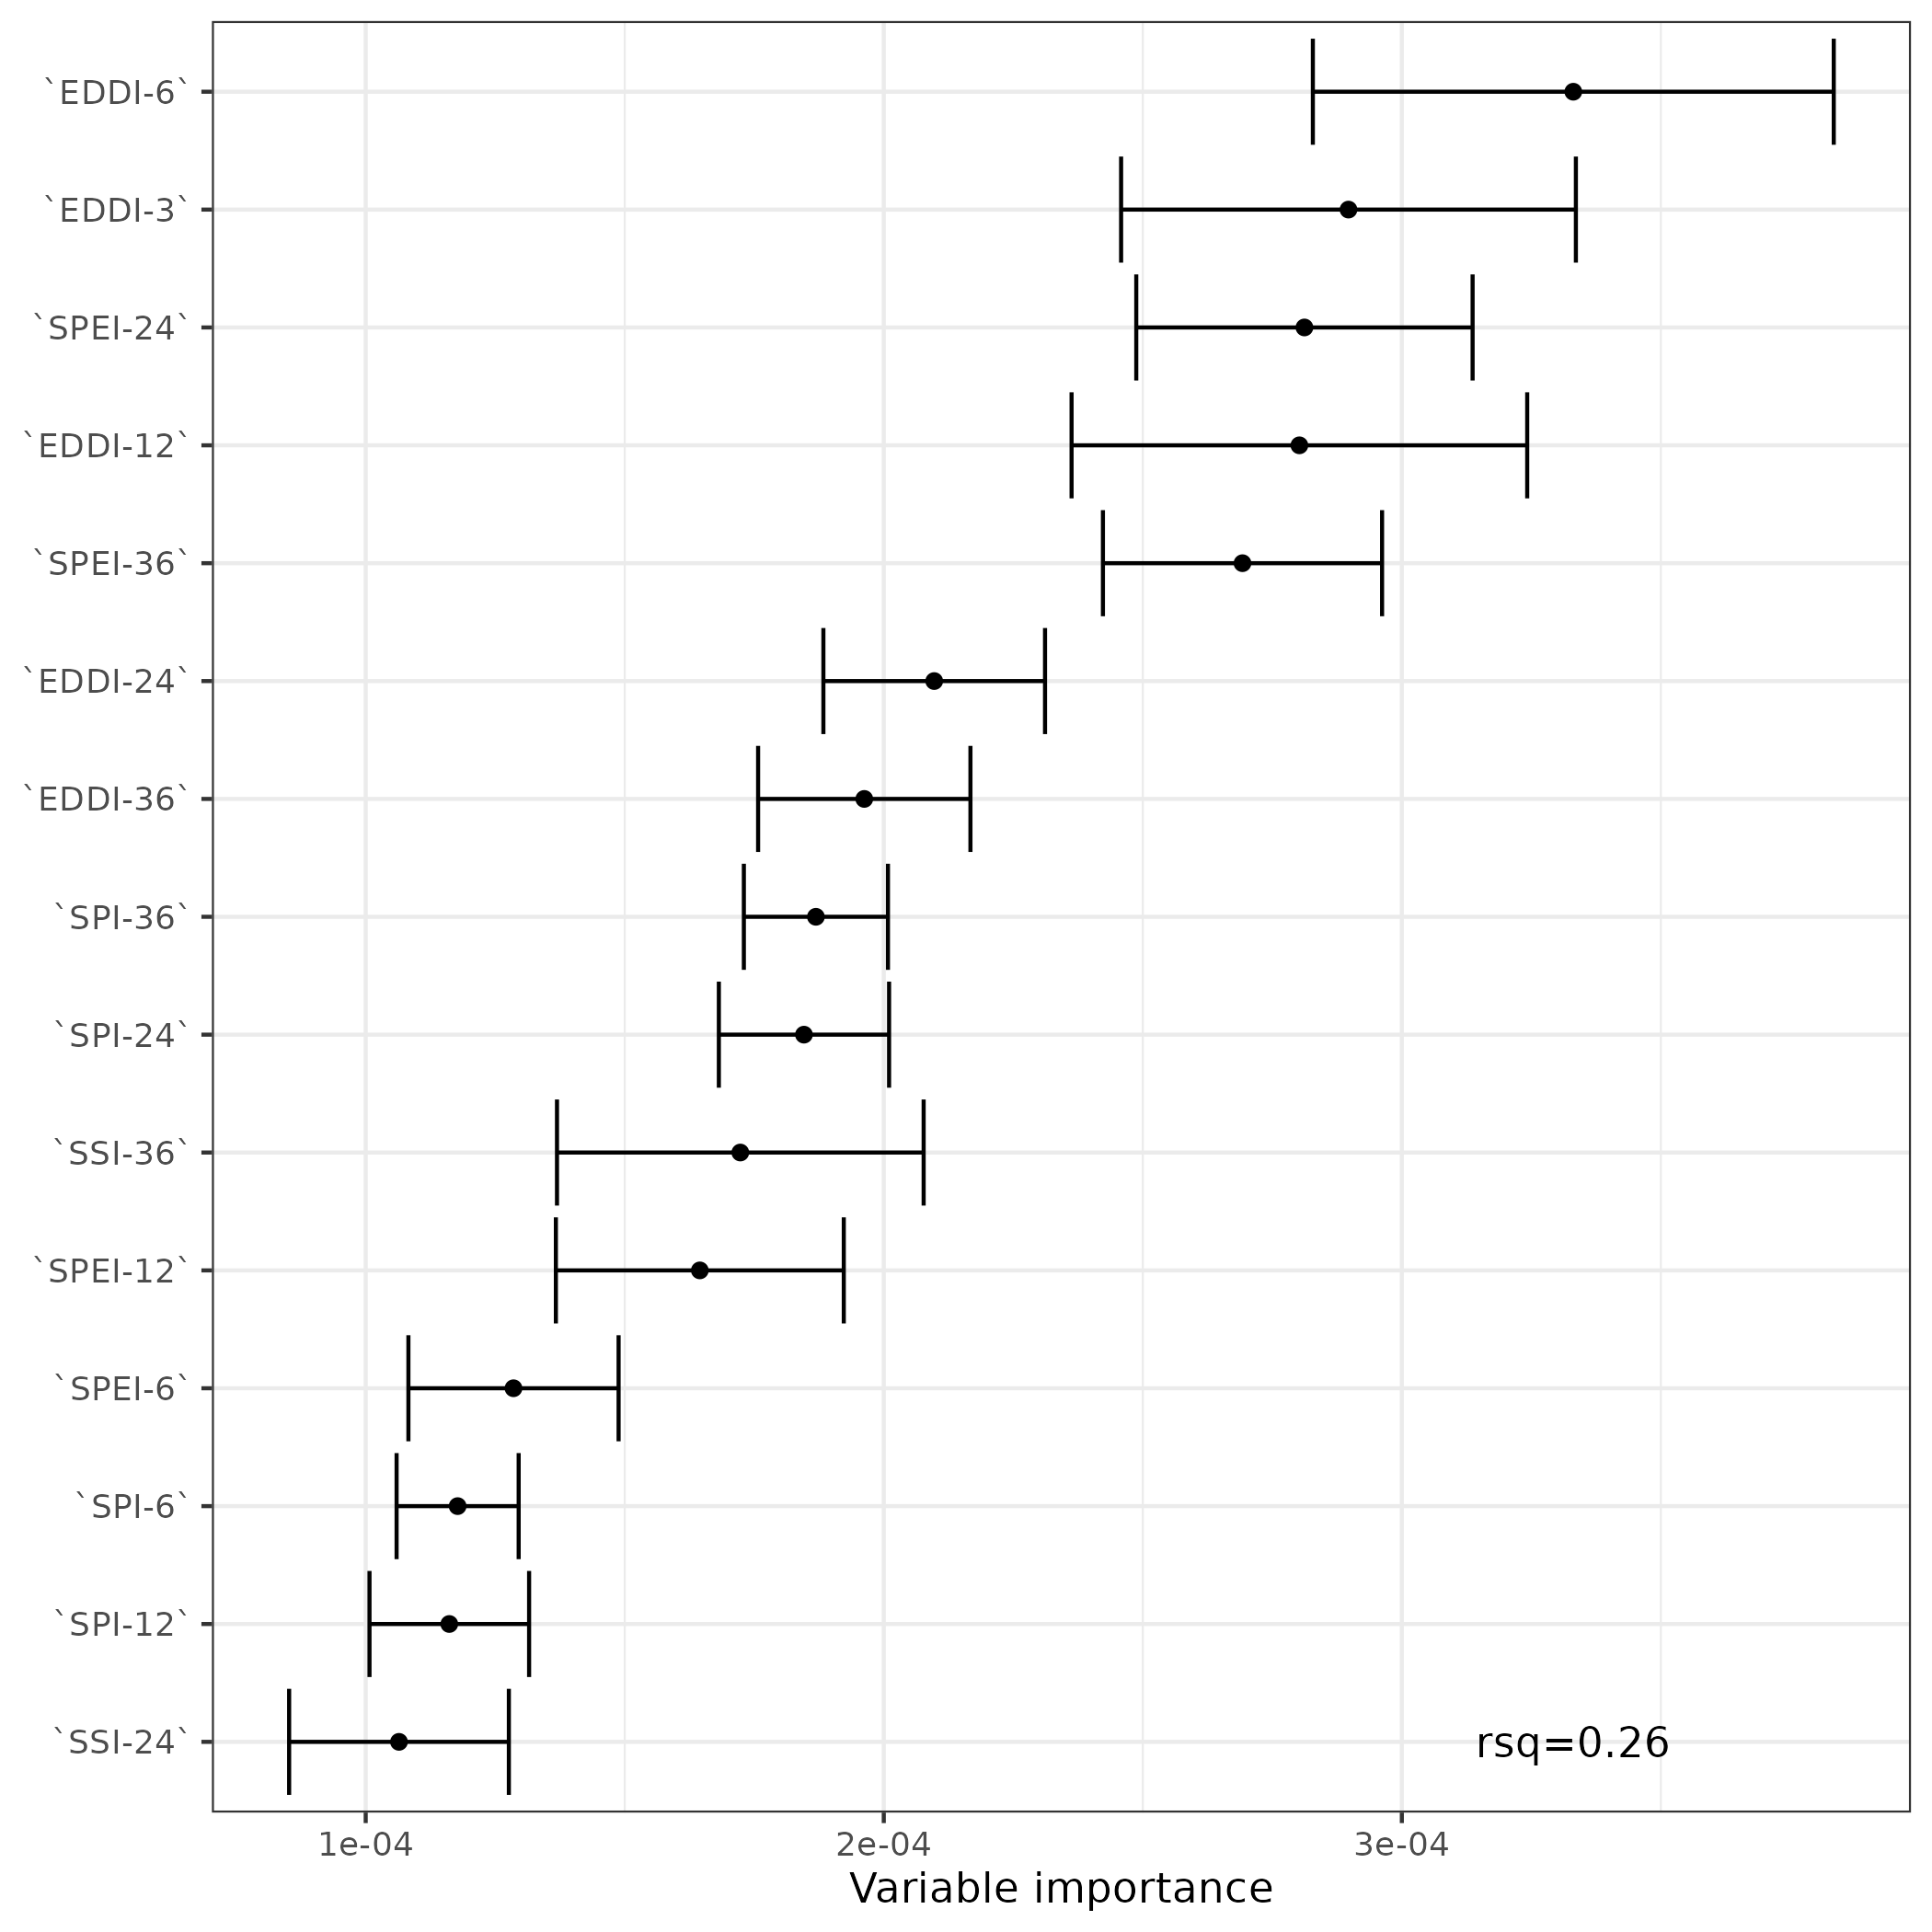 `EDDI-6`
`EDDI-3`
`SPEI-24`
`EDDI-12`
`SPEI-36`
`EDDI-24`
`EDDI-36`
`SPI-36`
`SPI-24`
`SSI-36`
`SPEI-12`
`SPEI-6`
`SPI-6`
`SPI-12`
`SSI-24`
rsq=0.26
1e-04 2e-04 3e-04
Variable importance